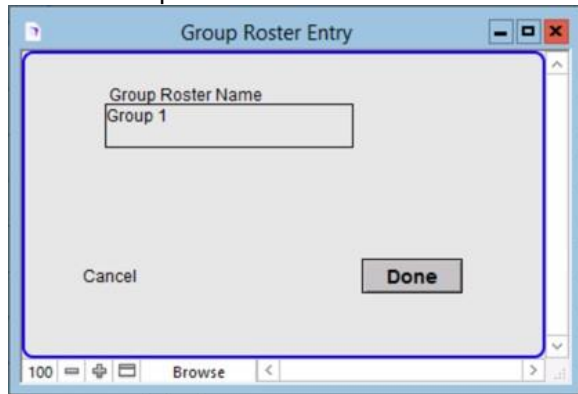 Group Roster Entry
Group Roster Name
Group 1
Cancel
Done
100
Browse